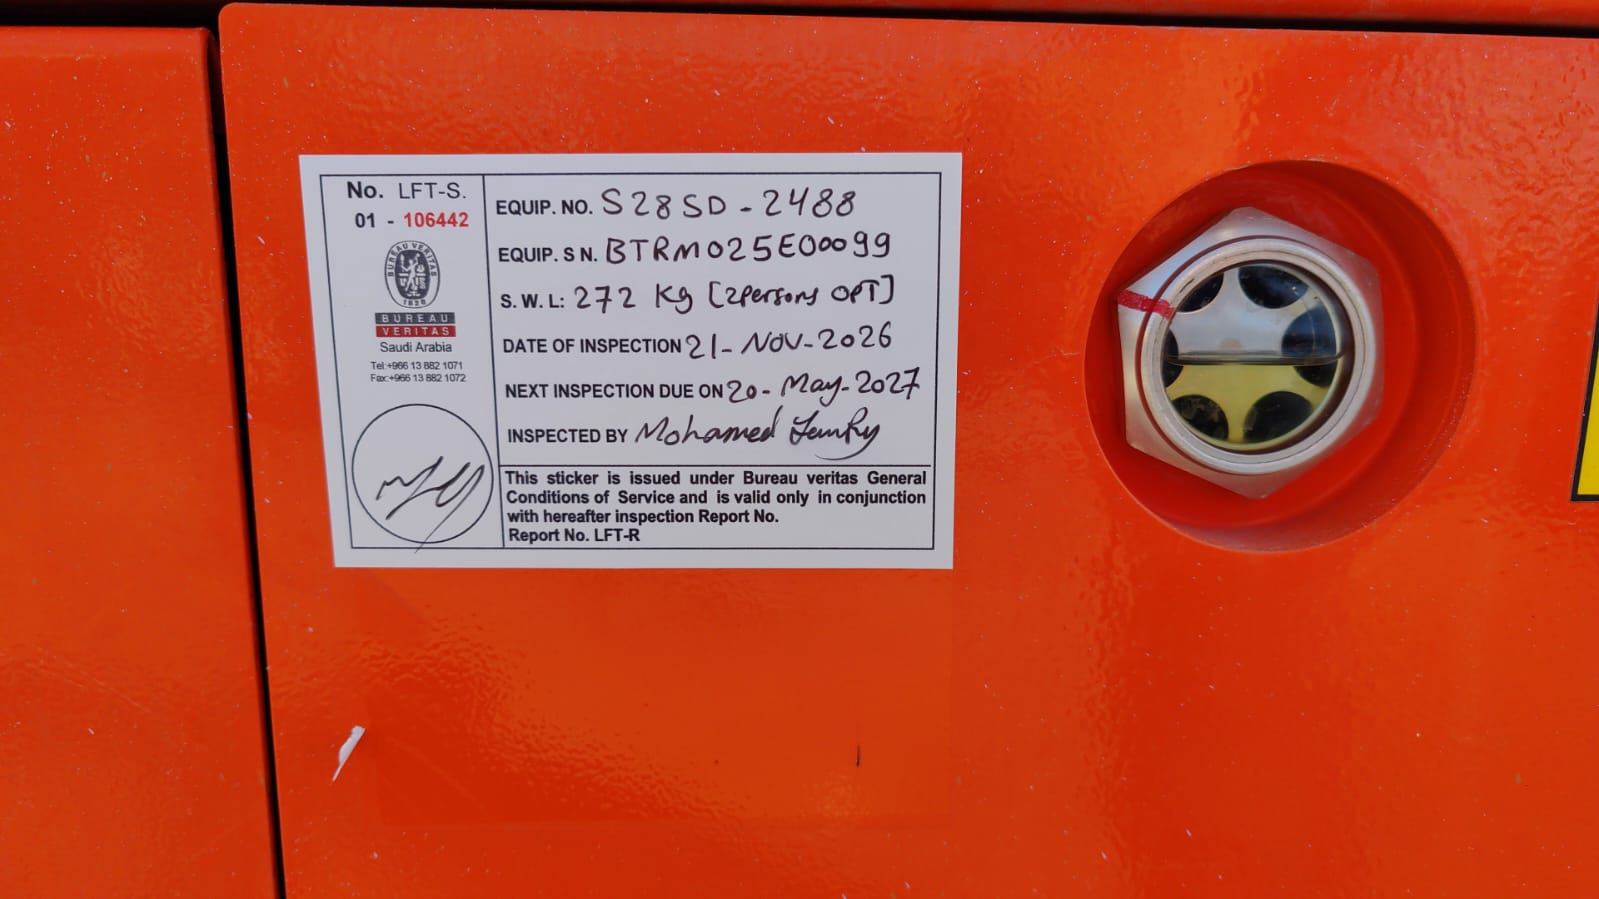 No. LFT-S.
01 - 106442
BUREAU VERITAS
1828
BUREAU
VERITAS
Saudi Arabia
Tel:+966 13 882 1071
Fax:+966 13 882 1072
EQUIP. NO. S28SD-2488
EQUIP. S N. BTRM025E00099
S. W. L: 272 Kg [2persons OPT]
DATE OF INSPECTION 21-Nov-2026
NEXT INSPECTION DUE ON 20-May-2027
INSPECTED BY Mohamed
This sticker is issued under Bureau veritas General
Conditions of Service and is valid only in conjunction
with hereafter inspection Report No.
Report No. LFT-R